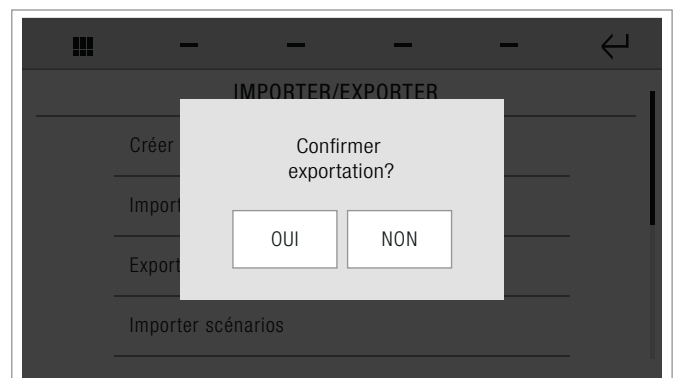 IMPORTER/EXPORTER
Créer
Confirmer
exportation?
Import
OUI
NON
Export
Importer scénarios